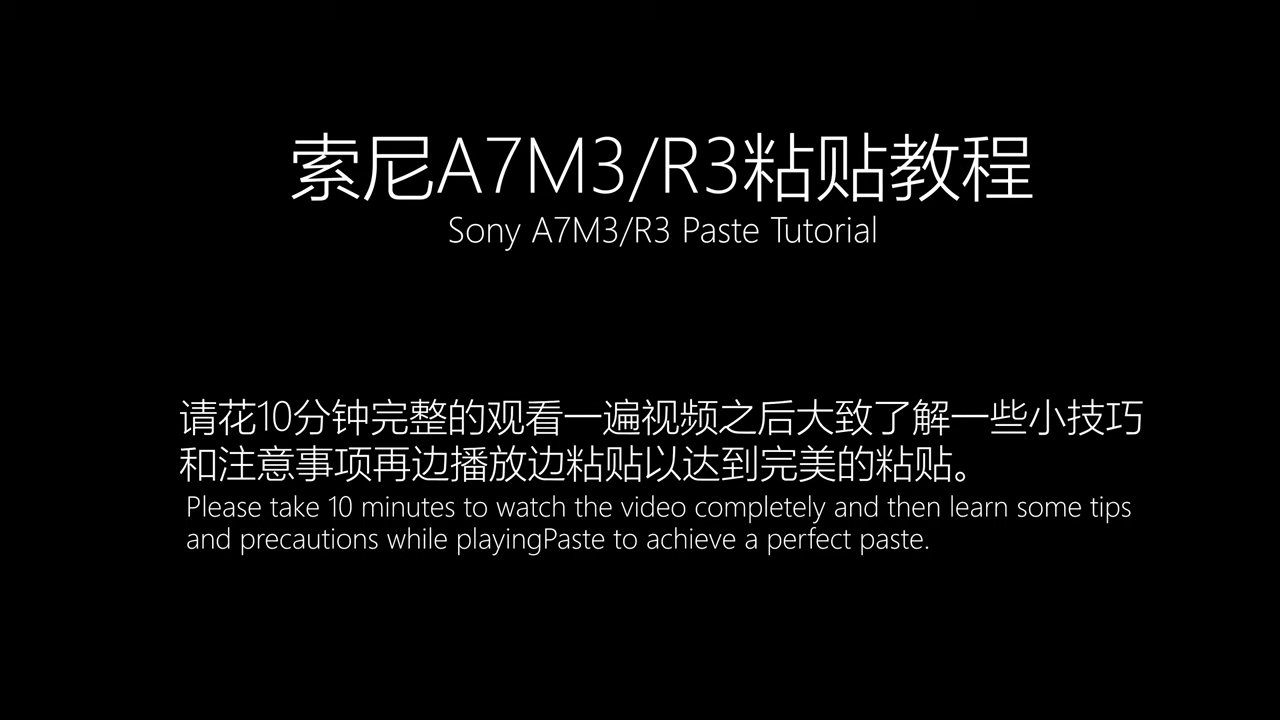 索尼A7M3/R3粘贴教程
Sony A7M3/R3 Paste Tutorial
请花10分钟完整的观看一遍视频之后大致了解一些小技巧
和注意事项再边播放边粘贴以达到完美的粘贴。
Please take 10 minutes to watch the video completely and then learn some tips
and precautions while playingPaste to achieve a perfect paste.